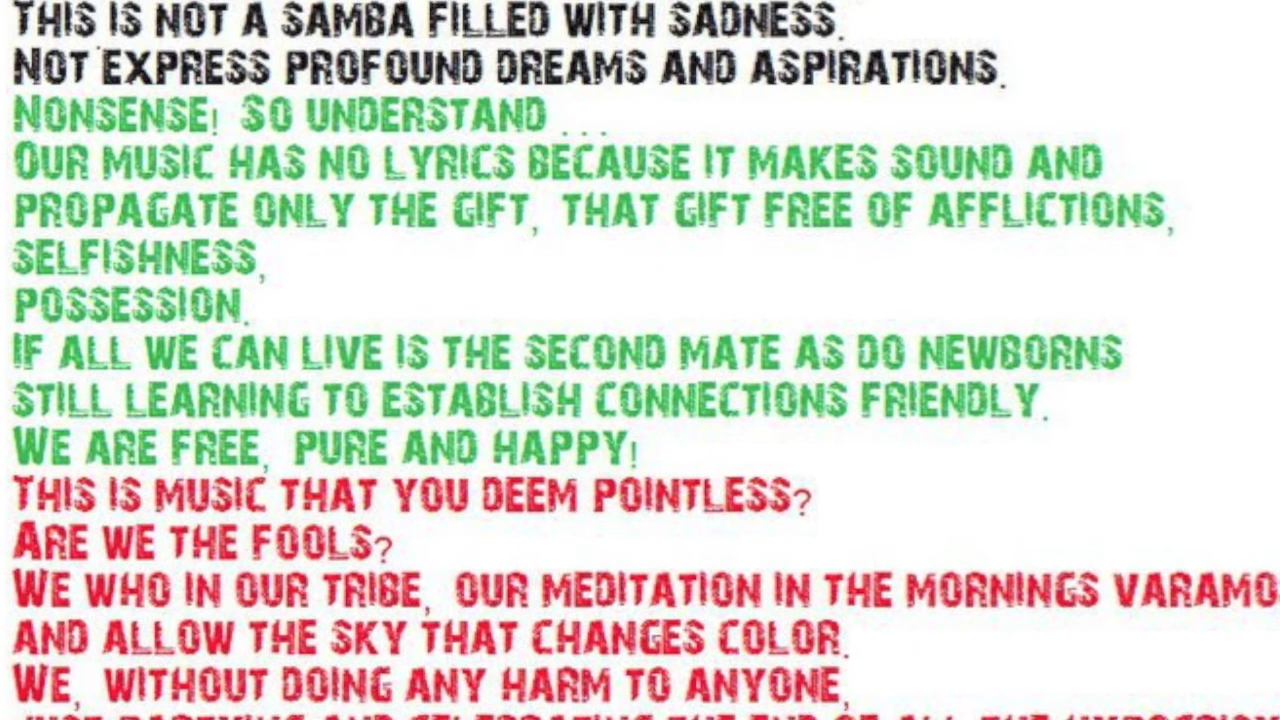 This is not a samba filled with sadness.
Not express profound dreams and aspirations.
Nonsense! So understand ...
Our music has no lyrics because it makes sound and
propagate only the gift, that gift free of afflictions,
selfishness,
possession.
If all we can live is the second mate as do newborns
still learning to establish connections friendly.
We are free, pure and happy!
This is music that you deem pointless?
Are we the fools?
We who in our tribe, our meditation in the mornings varamo
and allow the sky that changes color.
We, without doing any harm to anyone,